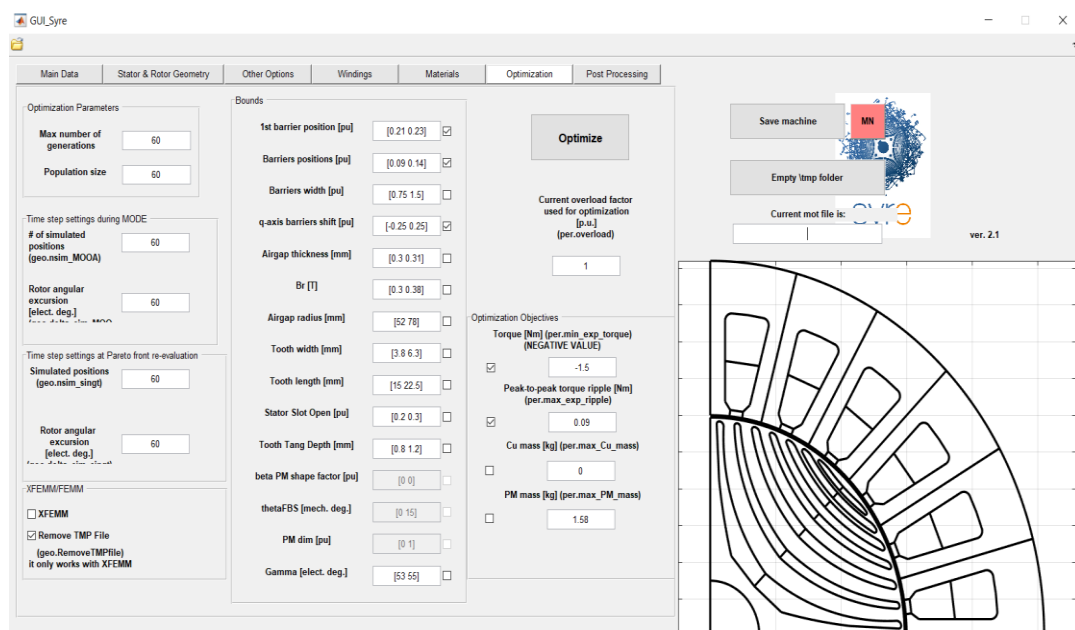 GUI_Syre
Main Data
Stator & Rotor Geometry
Other Options
Windings
Materials
Optimization
Post Processing
Optimization Parameters
Max number of
generations
60
Population size
60
Time step settings during MODE
# of simulated
positions
(geo.nsim_MOOA)
60
Rotor angular
excursion
[elect. deg.]
60
Time step settings at Pareto front re-evaluation
Simulated positions
(geo.nsim_singt)
60
Rotor angular
excursion
[elect. deg.]
60
XFEMM/FEMM
XFEMM
Remove TMP File
(geo.RemoveTMPfile)
it only works with XFEMM
Bounds
1st barrier position [pu]
[0.21 0.23]
Barriers positions [pu]
[0.09 0.14]
Barriers width [pu]
[0.75 1.5]
q-axis barriers shift [pu]
[-0.25 0.25]
Airgap thickness [mm]
[0.3 0.31]
Br [T]
[0.3 0.38]
Airgap radius [mm]
[52 78]
Tooth width [mm]
[3.8 6.3]
Tooth length [mm]
[15 22.5]
Stator Slot Open [pu]
[0.2 0.3]
Tooth Tang Depth [mm]
[0.8 1.2]
beta PM shape factor [pu]
[0 0]
thetaFBS [mech. deg.]
[0 15]
PM dim [pu]
[0 1]
Gamma [elect. deg.]
[53 55]
Optimize
Current overload factor
used for optimization
[p.u.]
(per.overload)
1
Optimization Objectives
Torque [Nm] (per.min_exp_torque)
(NEGATIVE VALUE)
-1.5
Peak-to-peak torque ripple [Nm]
(per.max_exp_ripple)
0.09
Cu mass [kg] (per.max_Cu_mass)
0
PM mass [kg] (per.max_PM_mass)
1.58
Save machine
MN
Empty \tmp folder
Current mot file is:
ver. 2.1